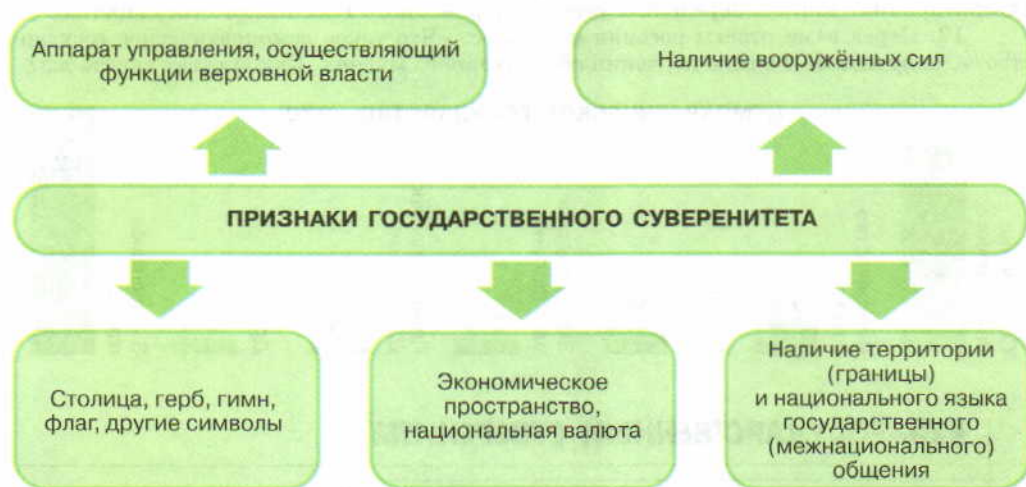 Аппарат управления, осуществляющий
функции верховной власти
Наличие вооружённых сил
ПРИЗНАКИ ГОСУДАРСТВЕННОГО СУВЕРЕНИТЕТА
Столица, герб, гимн,
флаг, другие символы
Экономическое
пространство,
национальная валюта
Наличие территории
(границы)
и национального языка
государственного
(межнационального)
общения